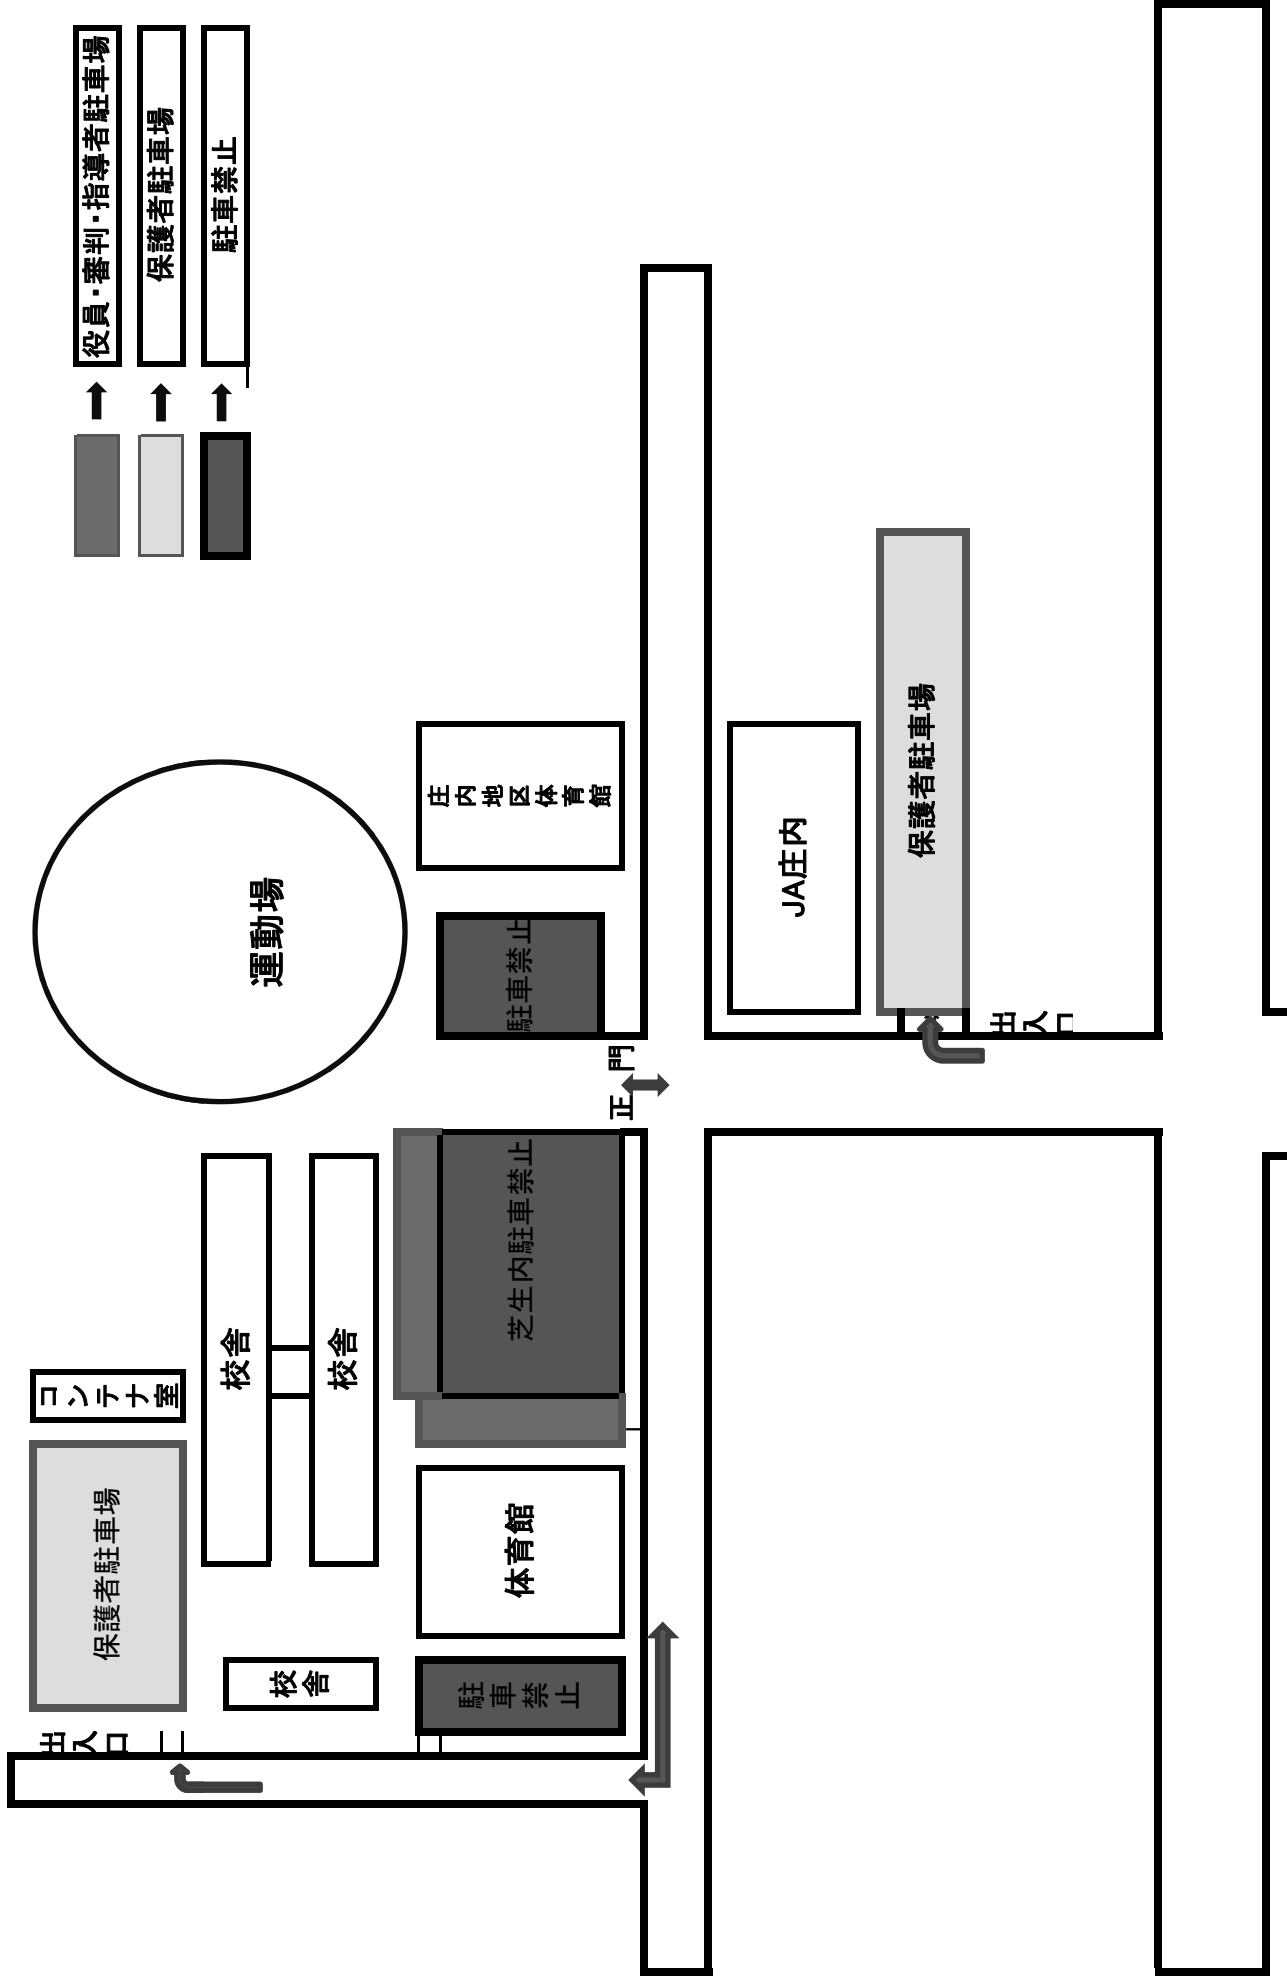 役員・審判・指導者駐車場
保護者駐車場
駐車禁止
運動場
庄内地区体育館
駐車禁止
JA庄内
保護者駐車場
出入口
正門
コンテナ室
校舎
校舎
芝生内駐車禁止
保護者駐車場
体育館
校舎
駐車禁止
出入口